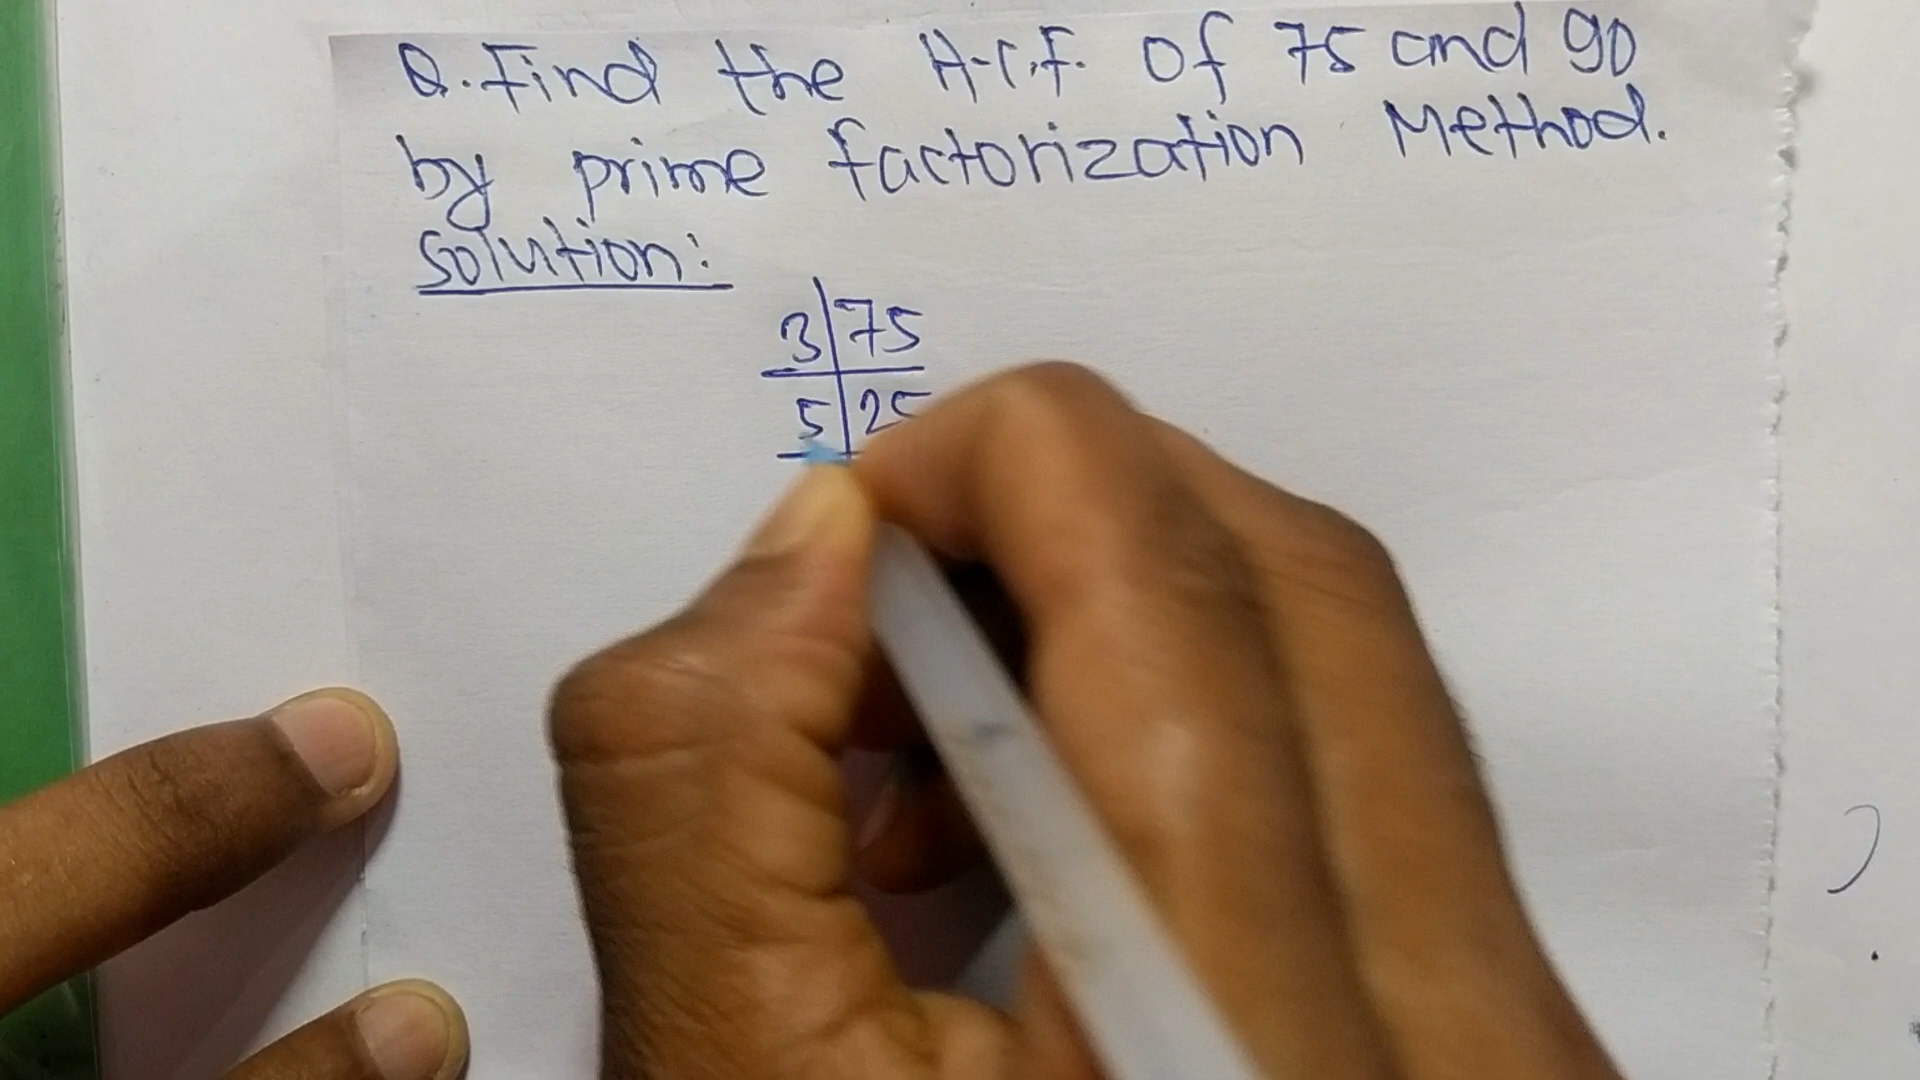 Q. Find the H.C.F. of 75 and 90
by prime factorization Method.
Solution:
3 75
5 25